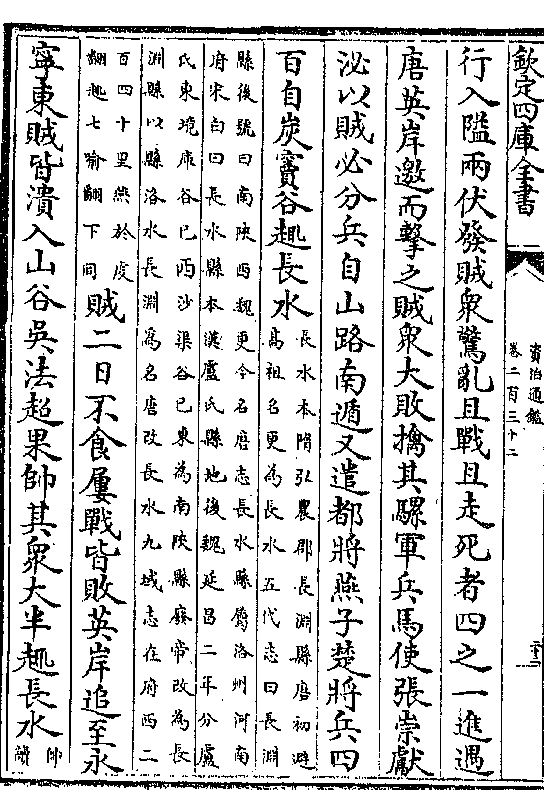 欽定四庫全書
資治通鑑
卷二百三十二
行入隘兩伏發賊衆驚亂且戰且走死者四之一進遇
唐英岸邀而擊之賊衆大敗擒其騾軍兵馬使張崇獻
泌以賊必分兵自山路南遁又遣都將燕子楚將兵四
百自炭竇谷趣長水
長水本隋弘農郡長淵縣唐初避
高祖名更為長水五代志曰長淵
縣後號曰南陜西魏更今名唐志長水縣屬洛州河南
府宋白曰長水縣本漢盧氏縣地後魏延昌二年分盧
氏東境庫谷已西沙渠谷已東為南陜縣廢帝改為長
淵縣以縣洛水長淵為名唐改長水九域志在府西二
百四十里燕於䖍
翻趣七喻翻下同
賊二日不食屢戰皆敗英岸追至永
寧東賊皆潰入山谷吳法超果帥其衆太半趣長水
帥
讀